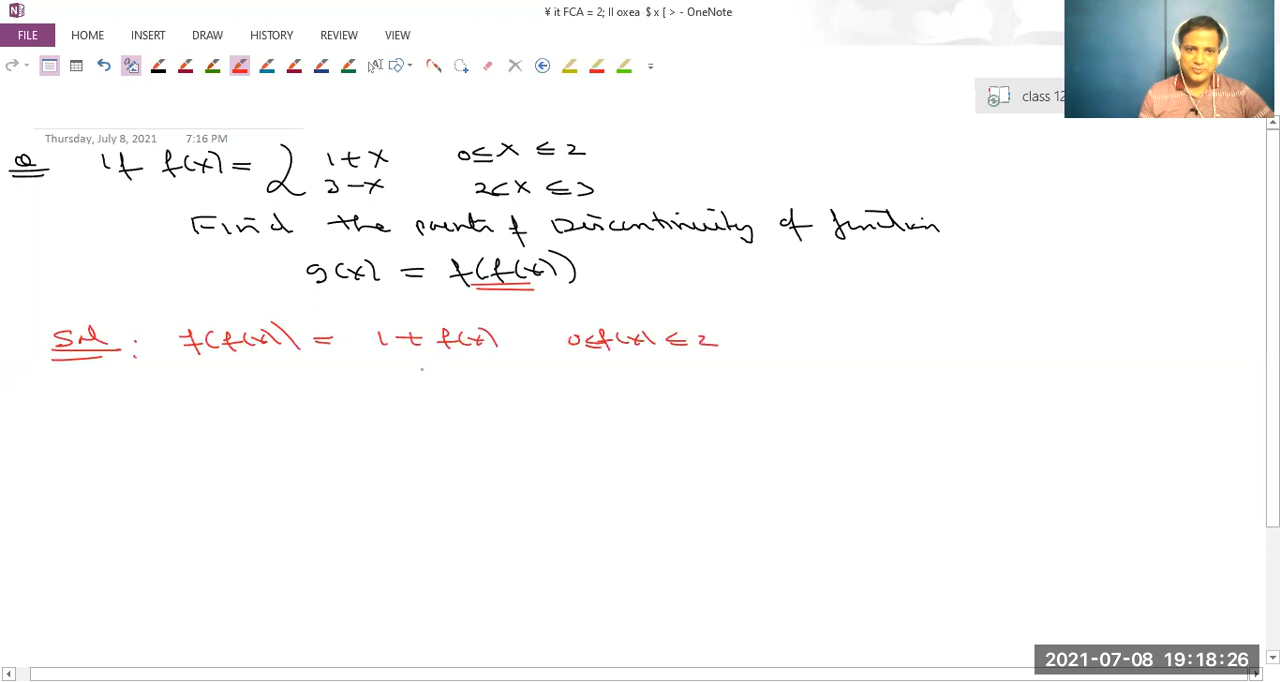 ¥ it FCA = 2; ll oxea $ x [ > - OneNote
FILE HOME INSERT DRAW HISTORY REVIEW VIEW
class 12
Thursday, July 8, 2021 7:16 PM
Q If f(x) = { 1+x 0≤x≤2
3-x 2<x≤3
Find the points of Discontinuity of function
g(x) = f(f(x))
Sol : f(f(x)) = 1+f(x) 0≤f(x)≤2
2021-07-08 19:18:26